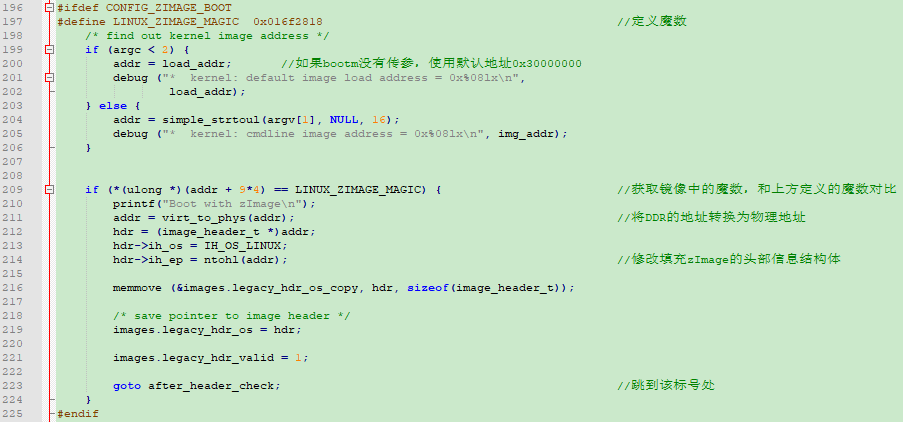 196 #ifdef CONFIG_ZIMAGE_BOOT
197 #define LINUX_ZIMAGE_MAGIC  0x016f2818 //定义魔数
198     /* find out kernel image address */
199     if (argc < 2) {
200         addr = load_addr;       //如果bootm没有传参，使用默认地址0x30000000
201         debug ("*  kernel: default image load address = 0x%08lx\n",
202                 load_addr);
203     } else {
204         addr = simple_strtoul(argv[1], NULL, 16);
205         debug ("*  kernel: cmdline image address = 0x%08lx\n", img_addr);
206     }
207
208
209     if (*(ulong *)(addr + 9*4) == LINUX_ZIMAGE_MAGIC) { //获取镜像中的魔数，和上方定义的魔数对比
210         printf("Boot with zImage\n");
211         addr = virt_to_phys(addr); //将DDR的地址转换为物理地址
212         hdr = (image_header_t *)addr;
213         hdr->ih_os = IH_OS_LINUX;
214         hdr->ih_ep = ntohl(addr); //修改填充zImage的头部信息结构体
215
216         memmove (&images.legacy_hdr_os_copy, hdr, sizeof(image_header_t));
217
218         /* save pointer to image header */
219         images.legacy_hdr_os = hdr;
220
221         images.legacy_hdr_valid = 1;
222
223         goto after_header_check; //跳到该标号处
224     }
225 #endif